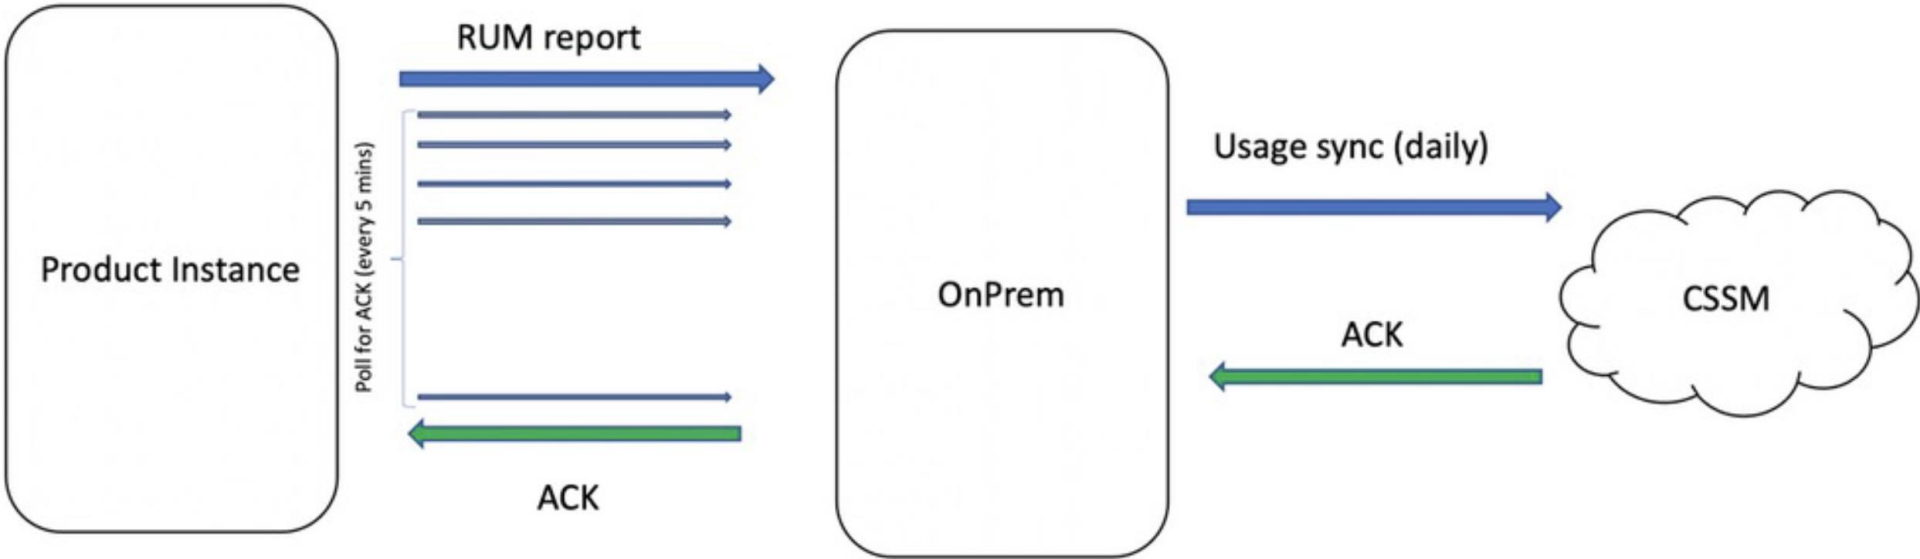 RUM report
Poll for ACK (every 5 mins)
Product Instance
ACK
OnPrem
Usage sync (daily)
ACK
CSSM